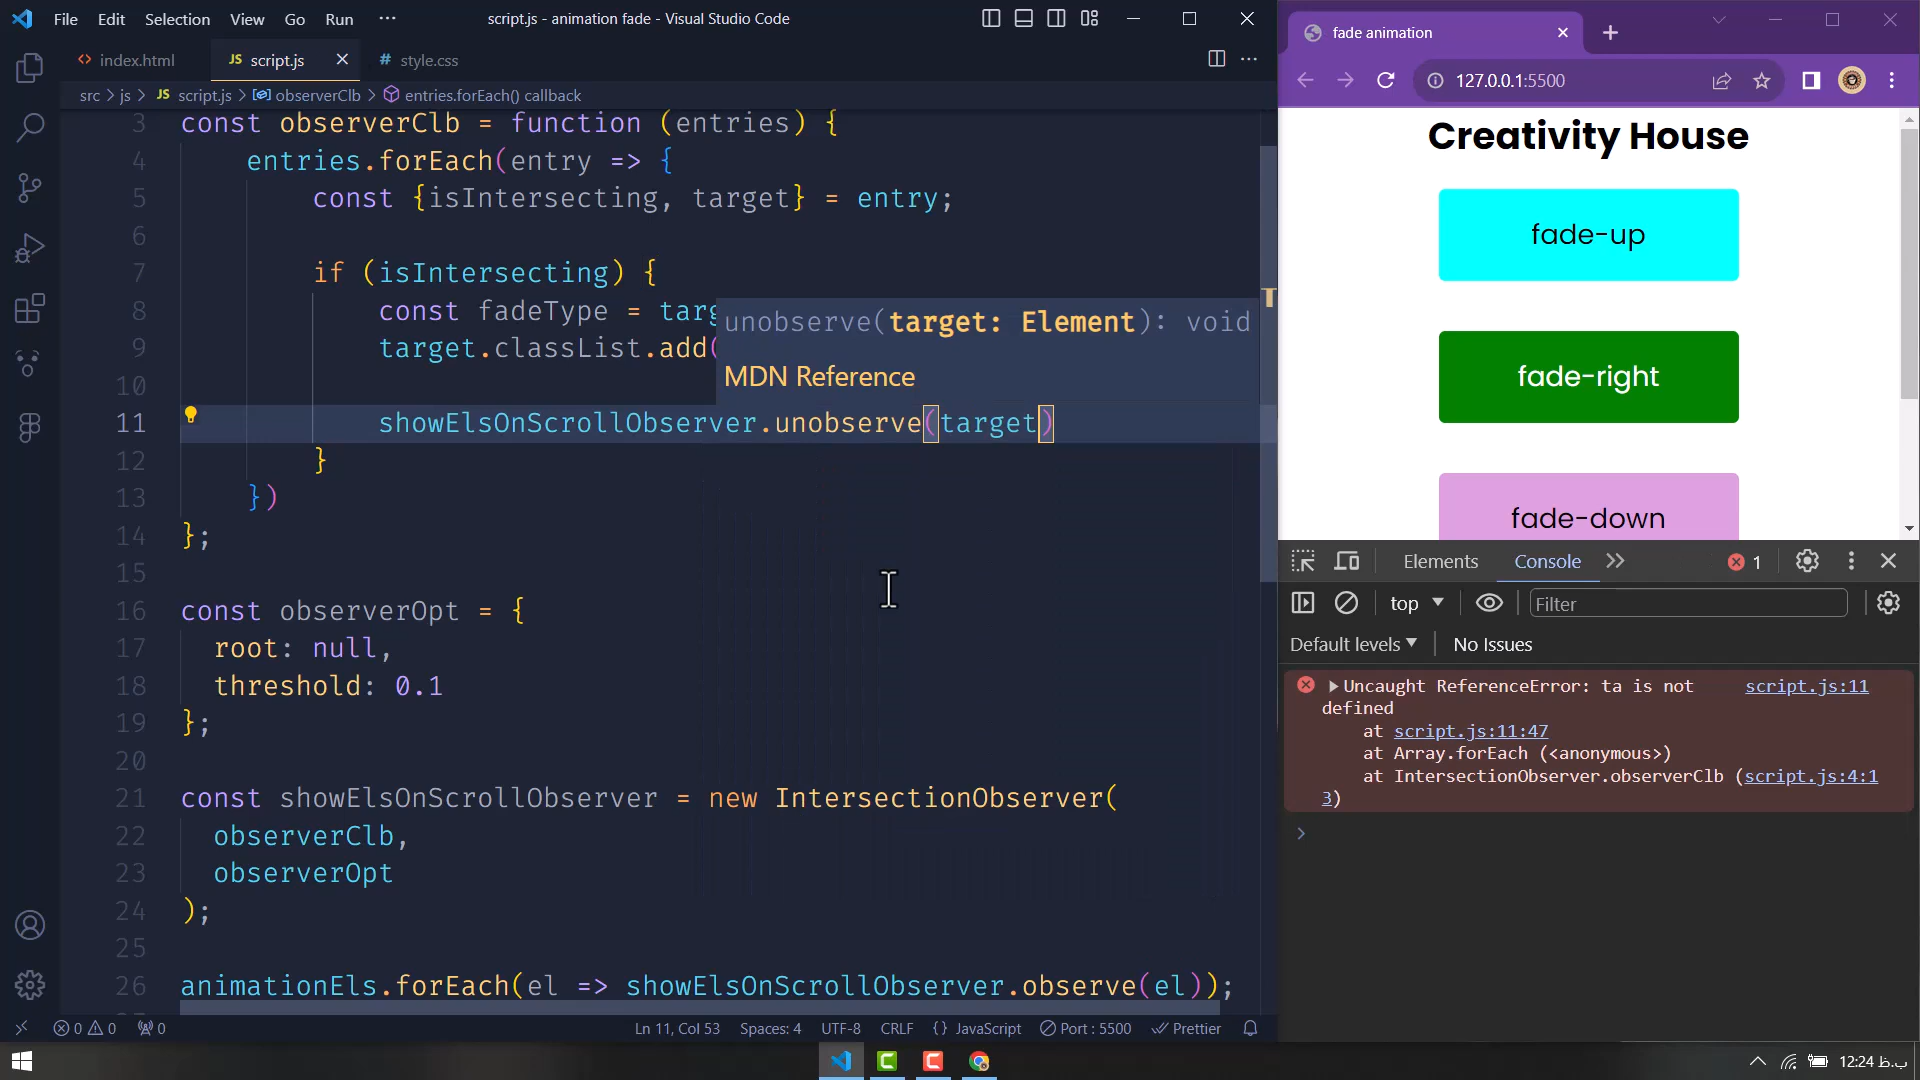 File Edit Selection View Go Run ··· script.js - animation fade - Visual Studio Code
<> index.html JS script.js # style.css
src > js > JS script.js > observerClb > entries.forEach() callback
3 const observerClb = function (entries) {
4 entries.forEach(entry => {
5 const {isIntersecting, target} = entry;
6
7 if (isIntersecting) {
8 const fadeType = targ
9 target.classList.add(
unobserve(target: Element): void
MDN Reference
10
11 showElsOnScrollObserver.unobserve(target)
12 }
13 })
14 };
15
16 const observerOpt = {
17 root: null,
18 threshold: 0.1
19 };
20
21 const showElsOnScrollObserver = new IntersectionObserver(
22 observerClb,
23 observerOpt
24 );
25
26 animationEls.forEach(el => showElsOnScrollObserver.observe(el));
0 0 0 Ln 11, Col 53 Spaces: 4 UTF-8 CRLF {} JavaScript Port : 5500 Prettier
fade animation
127.0.0.1:5500
Creativity House
fade-up
fade-right
fade-down
Elements Console 1
top Filter
Default levels No Issues
Uncaught ReferenceError: ta is not script.js:11
defined
at script.js:11:47
at Array.forEach (<anonymous>)
at IntersectionObserver.observerClb (script.js:4:1
3)
12:24 ب.ظ